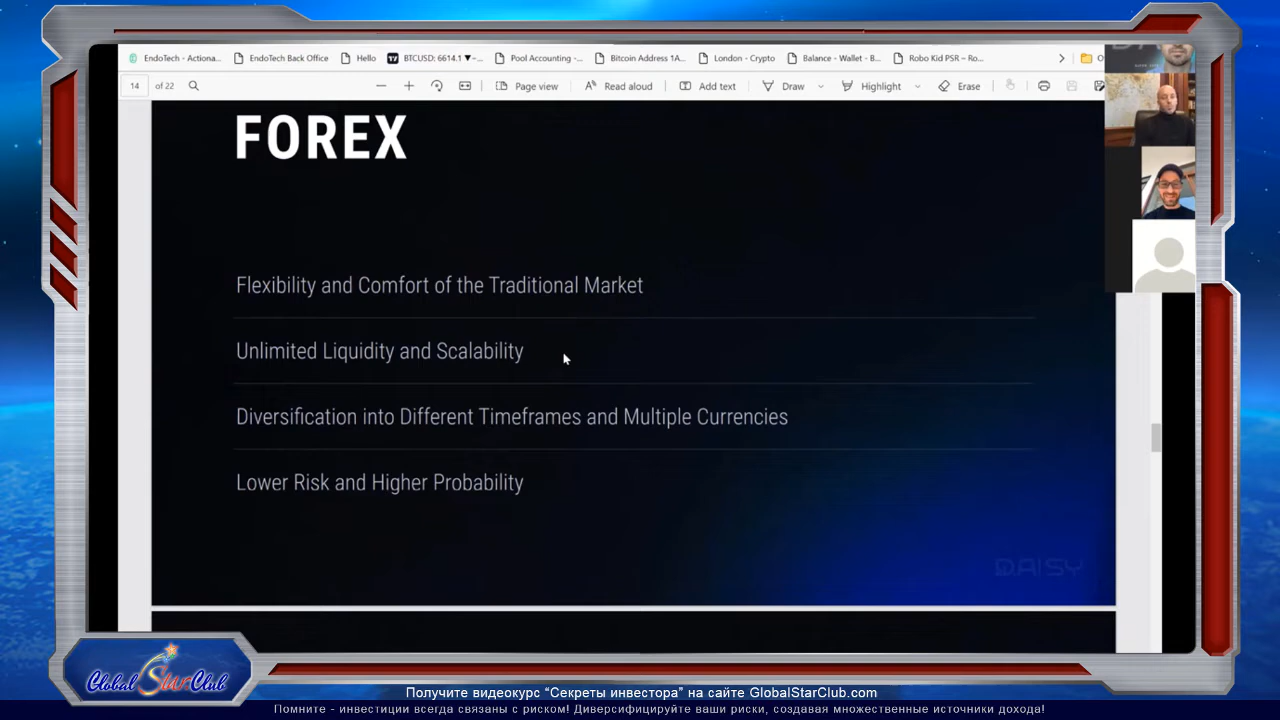 EndoTech - Actiona...
EndoTech Back Office
Hello
BTCUSD: 6614.1 ▼ −...
Pool Accounting -...
Bitcoin Address 1A...
London - Crypto
Balance - Wallet - B...
Robo Kid PSR – Ro...
14 of 22
Page view
Read aloud
Add text
Draw
Highlight
Erase
FOREX
Flexibility and Comfort of the Traditional Market
Unlimited Liquidity and Scalability
Diversification into Different Timeframes and Multiple Currencies
Lower Risk and Higher Probability
DAISY
Global Star Club
Получите видеокурс “Секреты инвестора” на сайте GlobalStarClub.com
Помните - инвестиции всегда связаны с риском! Диверсифицируйте ваши риски, создавая множественные источники дохода!